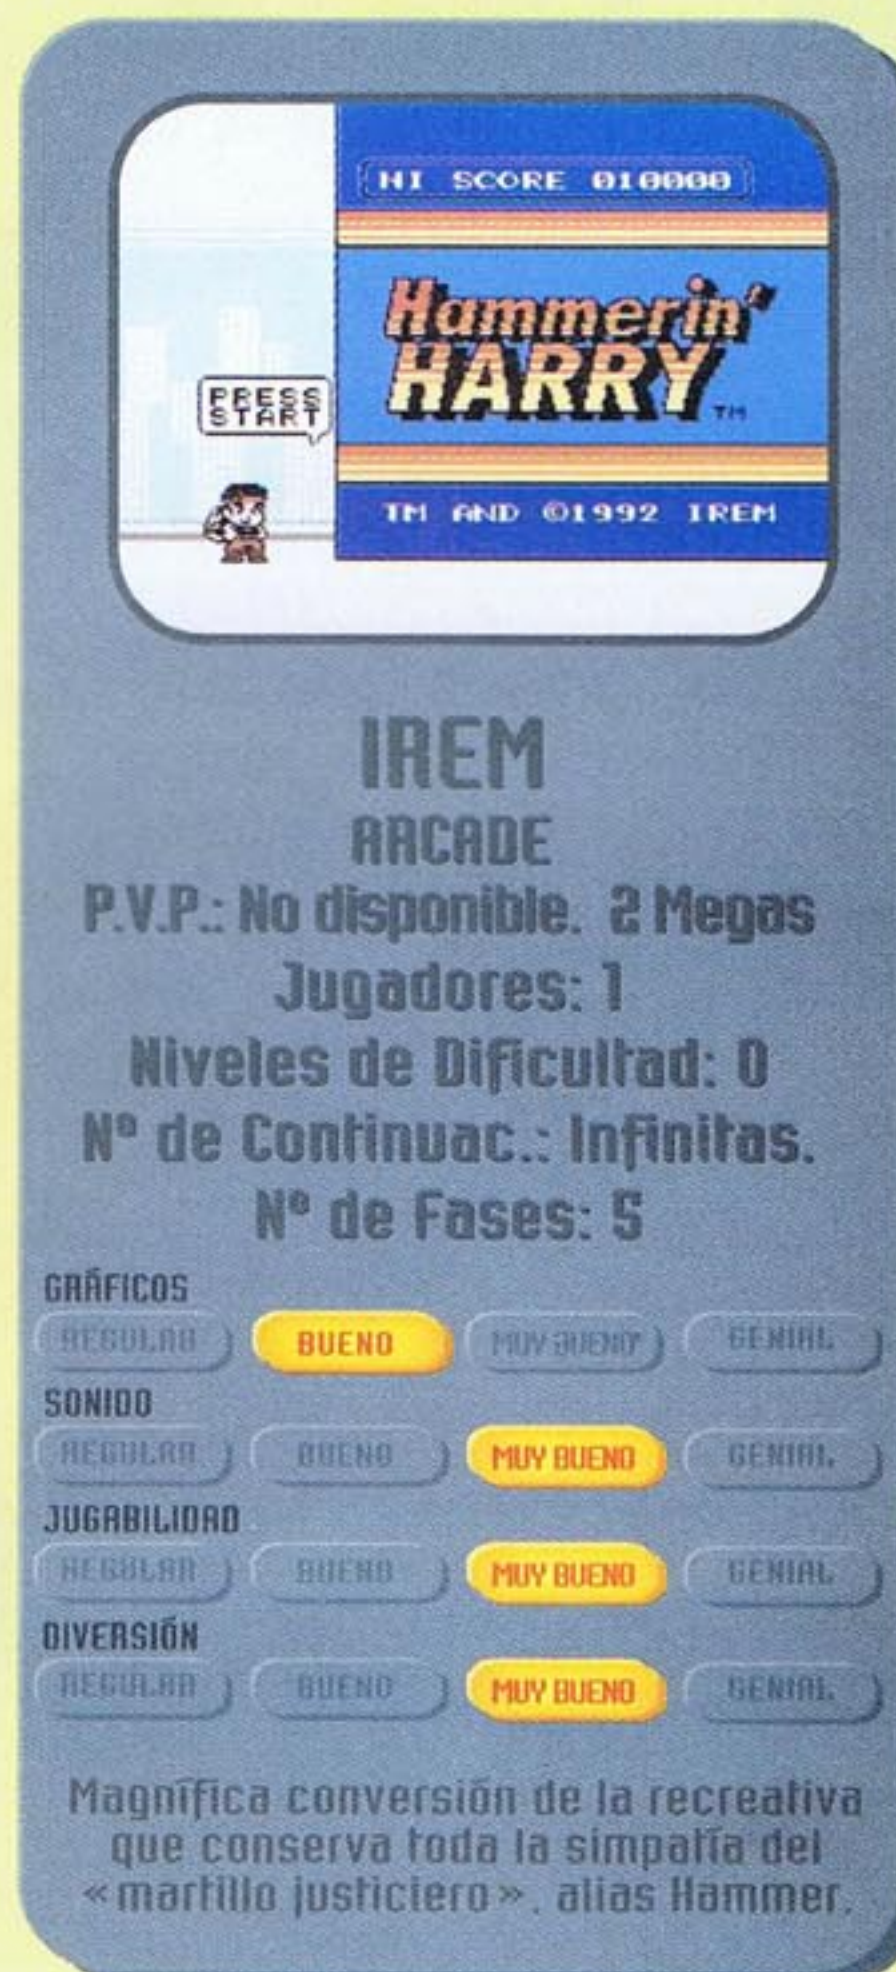 HI SCORE 010000
Hammerin'
HARRY TM
PRESS
START
TM AND ©1992 IREM
IREM
ARCADE
P.V.P.: No disponible. 2 Megas
Jugadores: 1
Niveles de Dificultad: 0
Nº de Continuac.: Infinitas.
Nº de Fases: 5
GRÁFICOS
REGULAR BUENO MUY BUENO GENIAL
SONIDO
REGULAR BUENO MUY BUENO GENIAL
JUGABILIDAD
REGULAR BUENO MUY BUENO GENIAL
DIVERSIÓN
REGULAR BUENO MUY BUENO GENIAL
Magnífica conversión de la recreativa
que conserva toda la simpatía del
«martillo justiciero», alias Hammer.